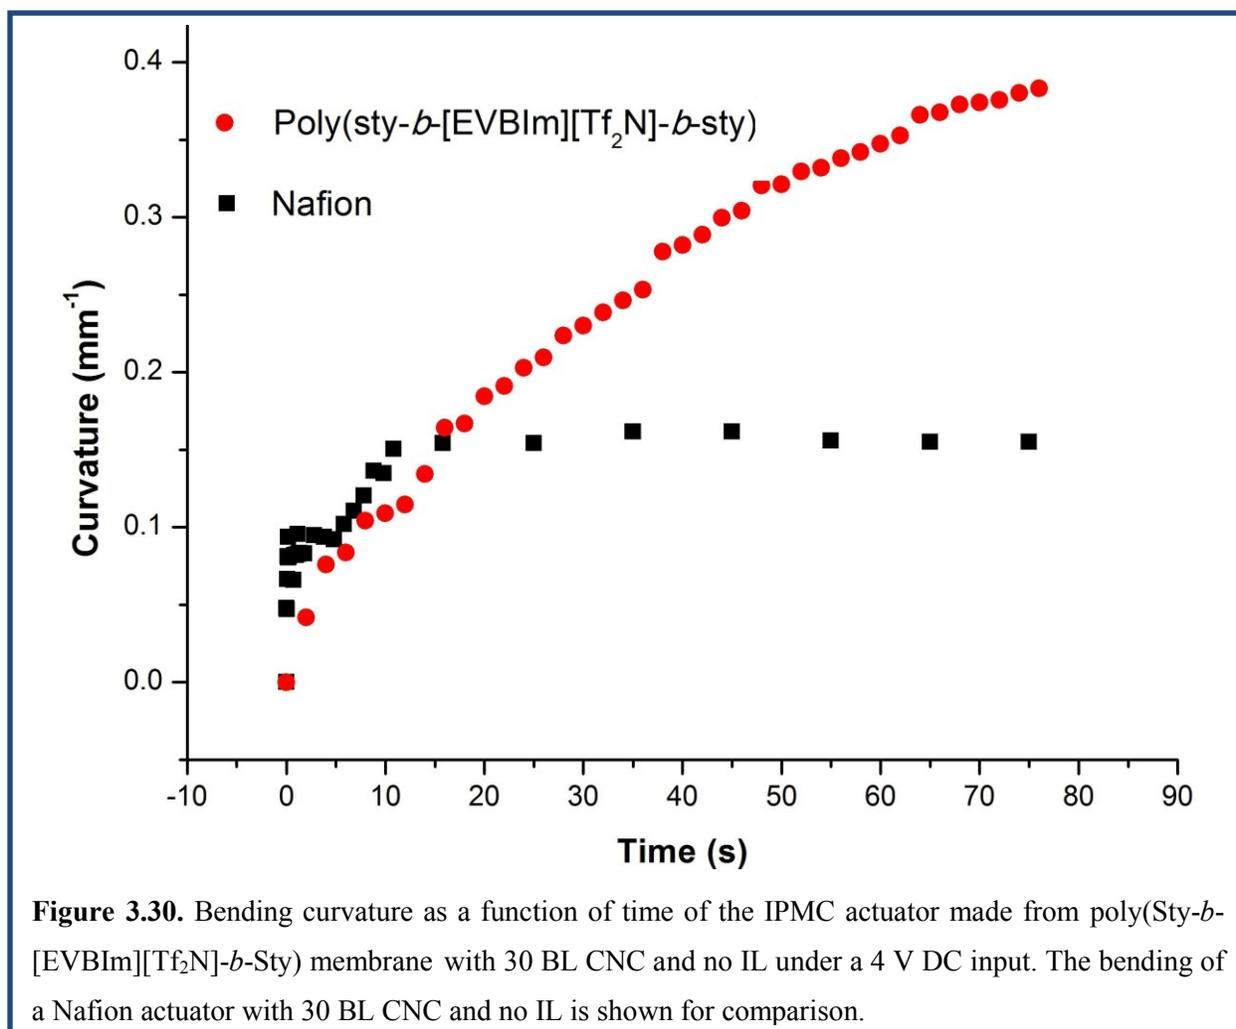 0.4
Poly(sty-b-[EVBIm][Tf₂N]-b-sty)
Nafion
0.3
0.2
0.1
0.0
Curvature (mm⁻¹)
-10 0 10 20 30 40 50 60 70 80 90
Time (s)
Figure 3.30. Bending curvature as a function of time of the IPMC actuator made from poly(Sty-b-
[EVBIm][Tf₂N]-b-Sty) membrane with 30 BL CNC and no IL under a 4 V DC input. The bending of
a Nafion actuator with 30 BL CNC and no IL is shown for comparison.